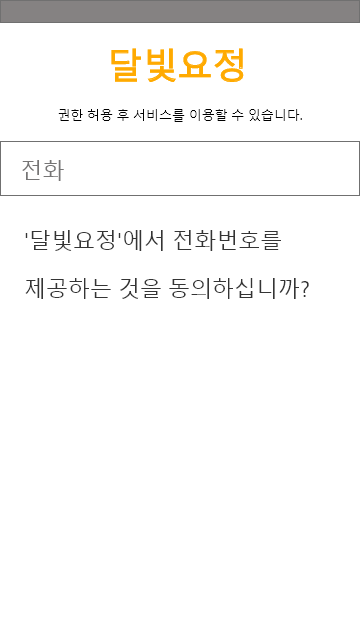 달빛요정
권한 허용 후 서비스를 이용할 수 있습니다.
전화
'달빛요정'에서 전화번호를
제공하는 것을 동의하십니까?